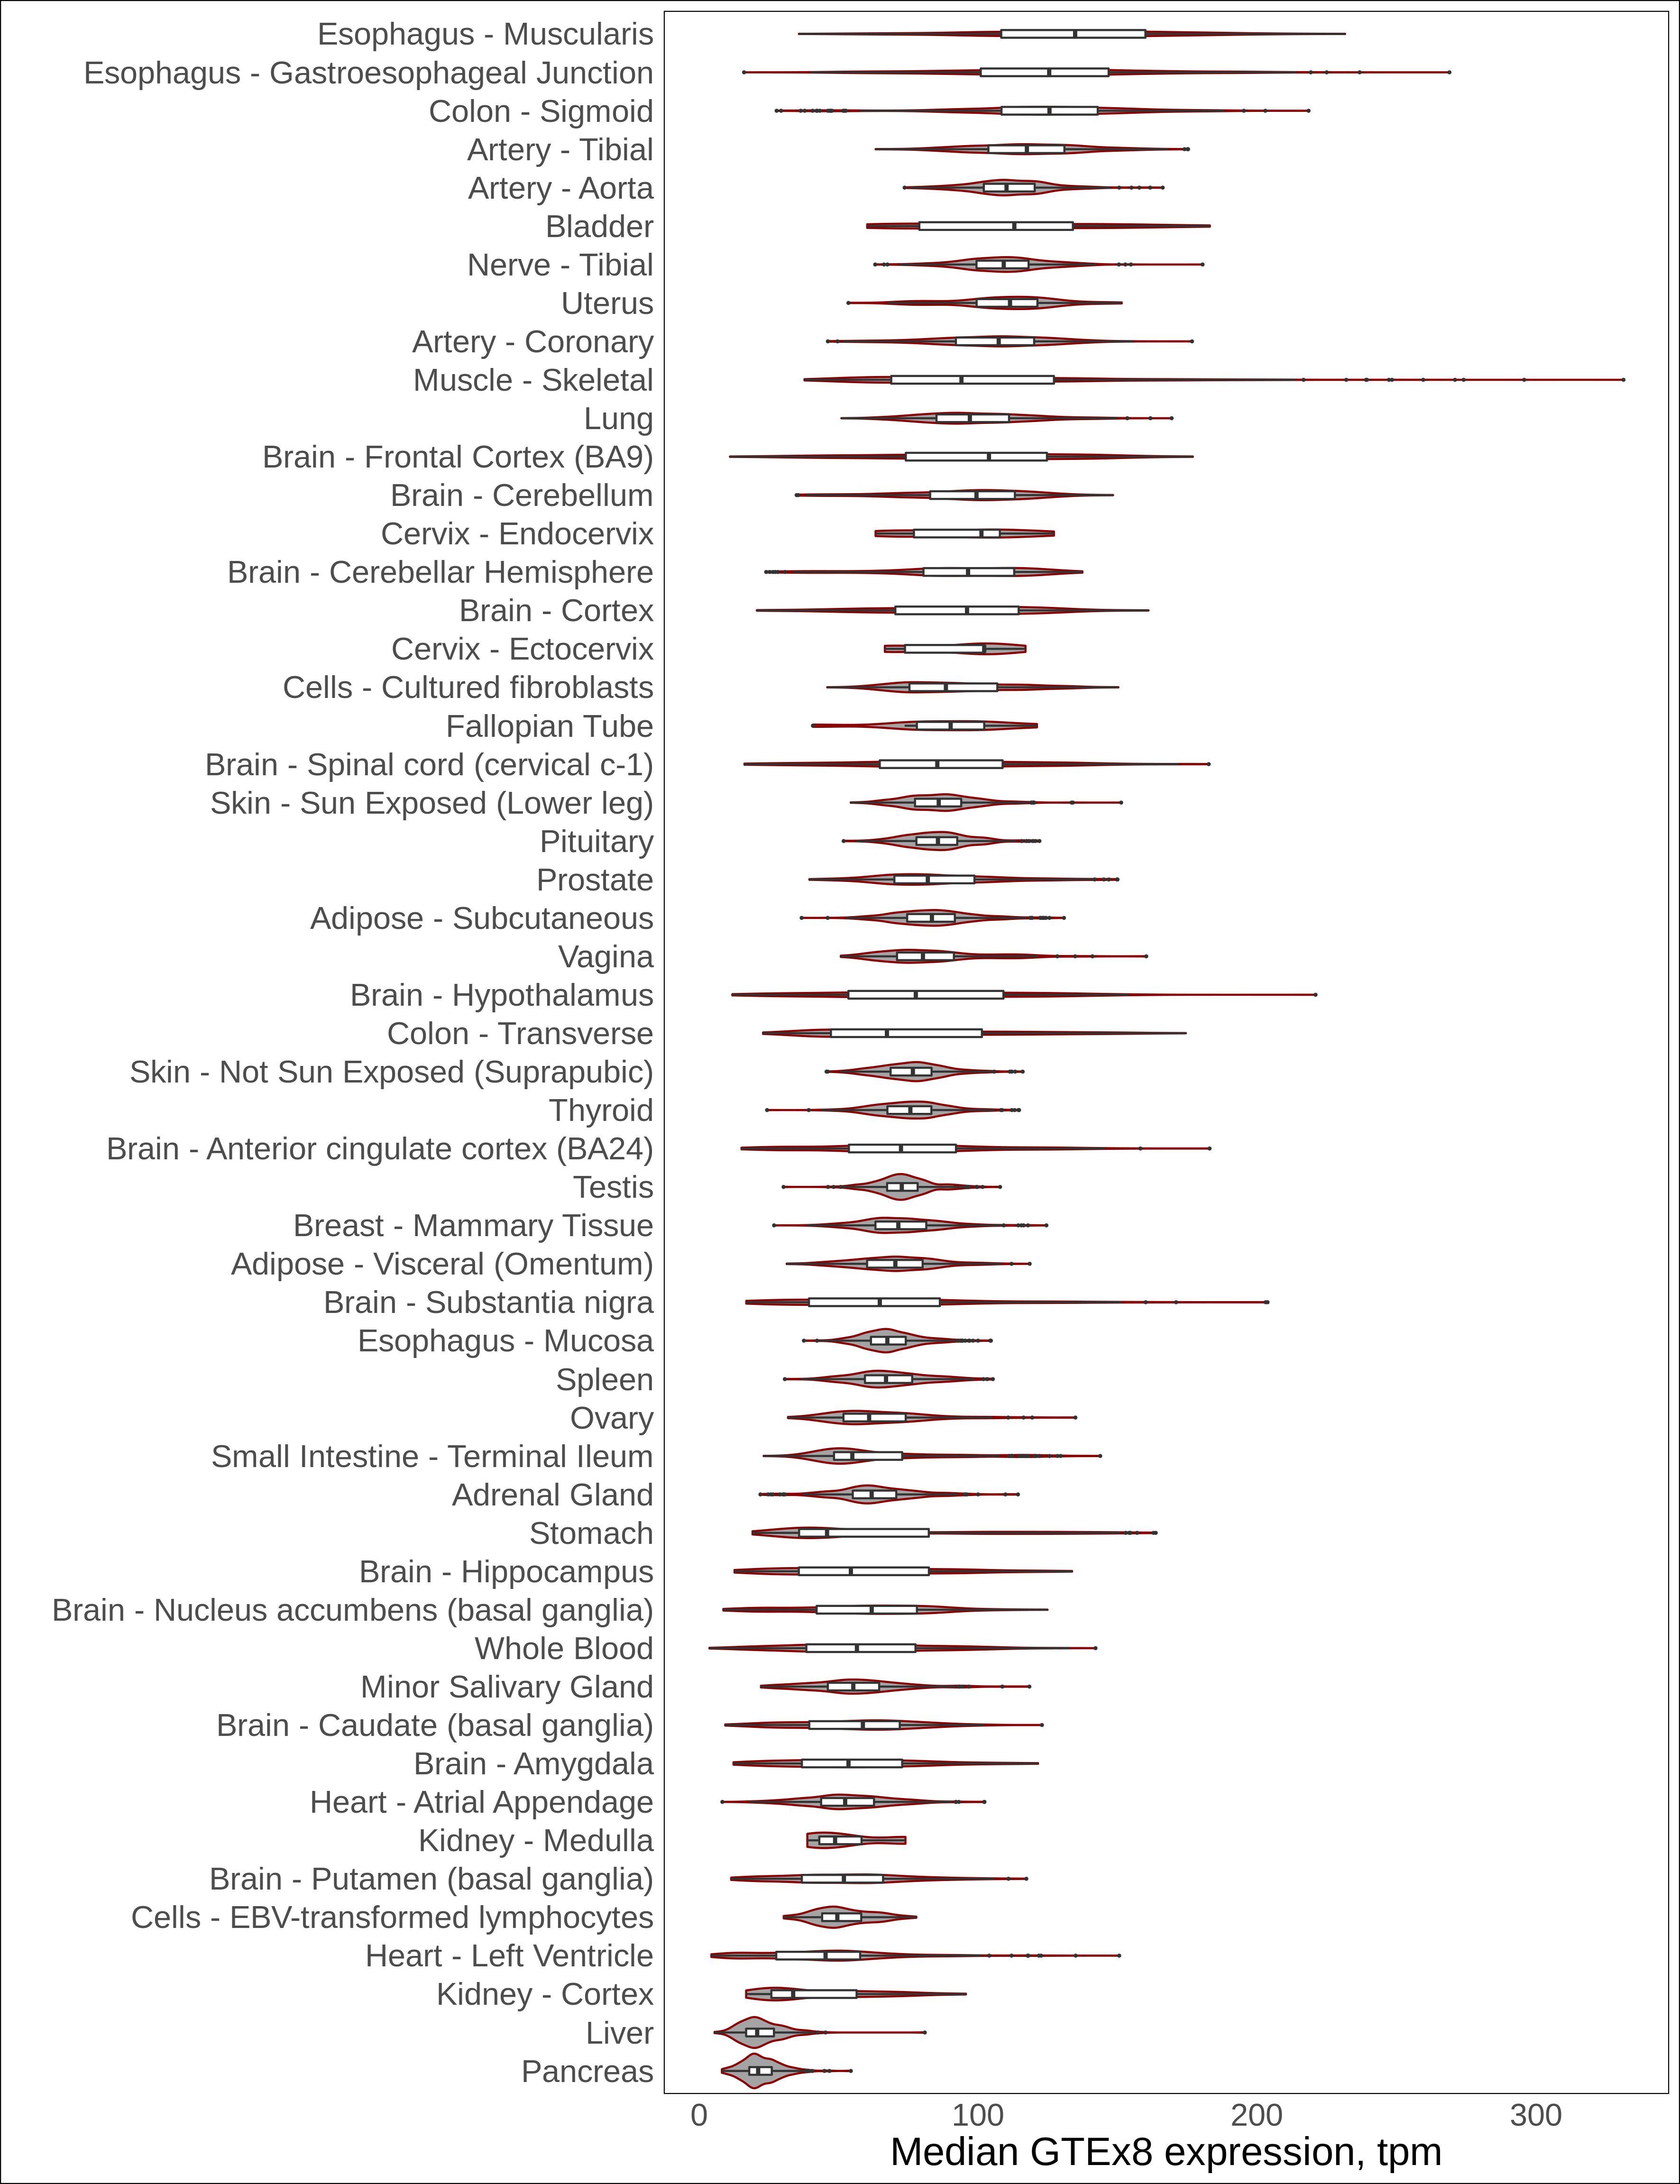 Esophagus - Muscularis
Esophagus - Gastroesophageal Junction
Colon - Sigmoid
Artery - Tibial
Artery - Aorta
Bladder
Nerve - Tibial
Uterus
Artery - Coronary
Muscle - Skeletal
Lung
Brain - Frontal Cortex (BA9)
Brain - Cerebellum
Cervix - Endocervix
Brain - Cerebellar Hemisphere
Brain - Cortex
Cervix - Ectocervix
Cells - Cultured fibroblasts
Fallopian Tube
Brain - Spinal cord (cervical c-1)
Skin - Sun Exposed (Lower leg)
Pituitary
Prostate
Adipose - Subcutaneous
Vagina
Brain - Hypothalamus
Colon - Transverse
Skin - Not Sun Exposed (Suprapubic)
Thyroid
Brain - Anterior cingulate cortex (BA24)
Testis
Breast - Mammary Tissue
Adipose - Visceral (Omentum)
Brain - Substantia nigra
Esophagus - Mucosa
Spleen
Ovary
Small Intestine - Terminal Ileum
Adrenal Gland
Stomach
Brain - Hippocampus
Brain - Nucleus accumbens (basal ganglia)
Whole Blood
Minor Salivary Gland
Brain - Caudate (basal ganglia)
Brain - Amygdala
Heart - Atrial Appendage
Kidney - Medulla
Brain - Putamen (basal ganglia)
Cells - EBV-transformed lymphocytes
Heart - Left Ventricle
Kidney - Cortex
Liver
Pancreas
0 100 200 300
Median GTEx8 expression, tpm